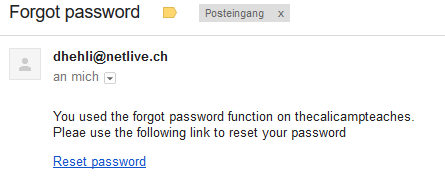 Forgot password
Posteingang x
dhehli@netlive.ch
an mich
You used the forgot password function on thecalicampteaches.
Pleae use the following link to reset your password
Reset password